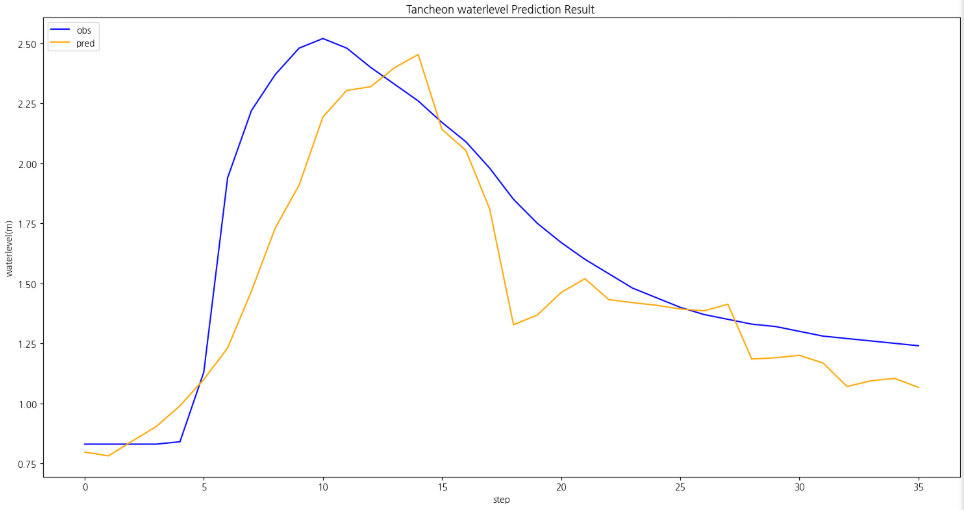 Tancheon waterlevel Prediction Result
obs
pred
waterlevel(m)
2.50
2.25
2.00
1.75
1.50
1.25
1.00
0.75
0 5 10 15 20 25 30 35
step